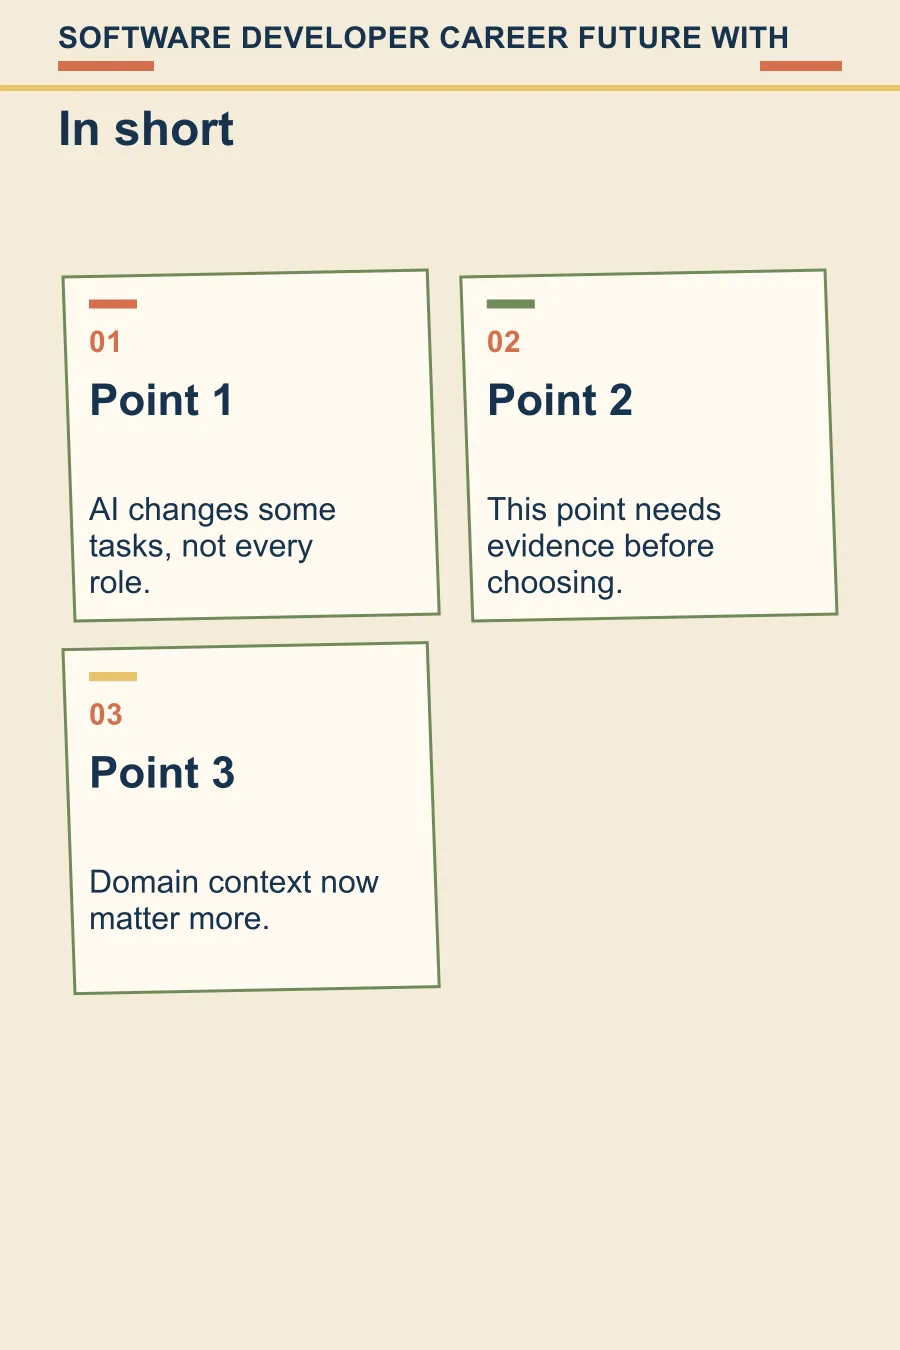 SOFTWARE DEVELOPER CAREER FUTURE WITH
In short
01
Point 1
AI changes some
tasks, not every
role.
02
Point 2
This point needs
evidence before
choosing.
03
Point 3
Domain context now
matter more.